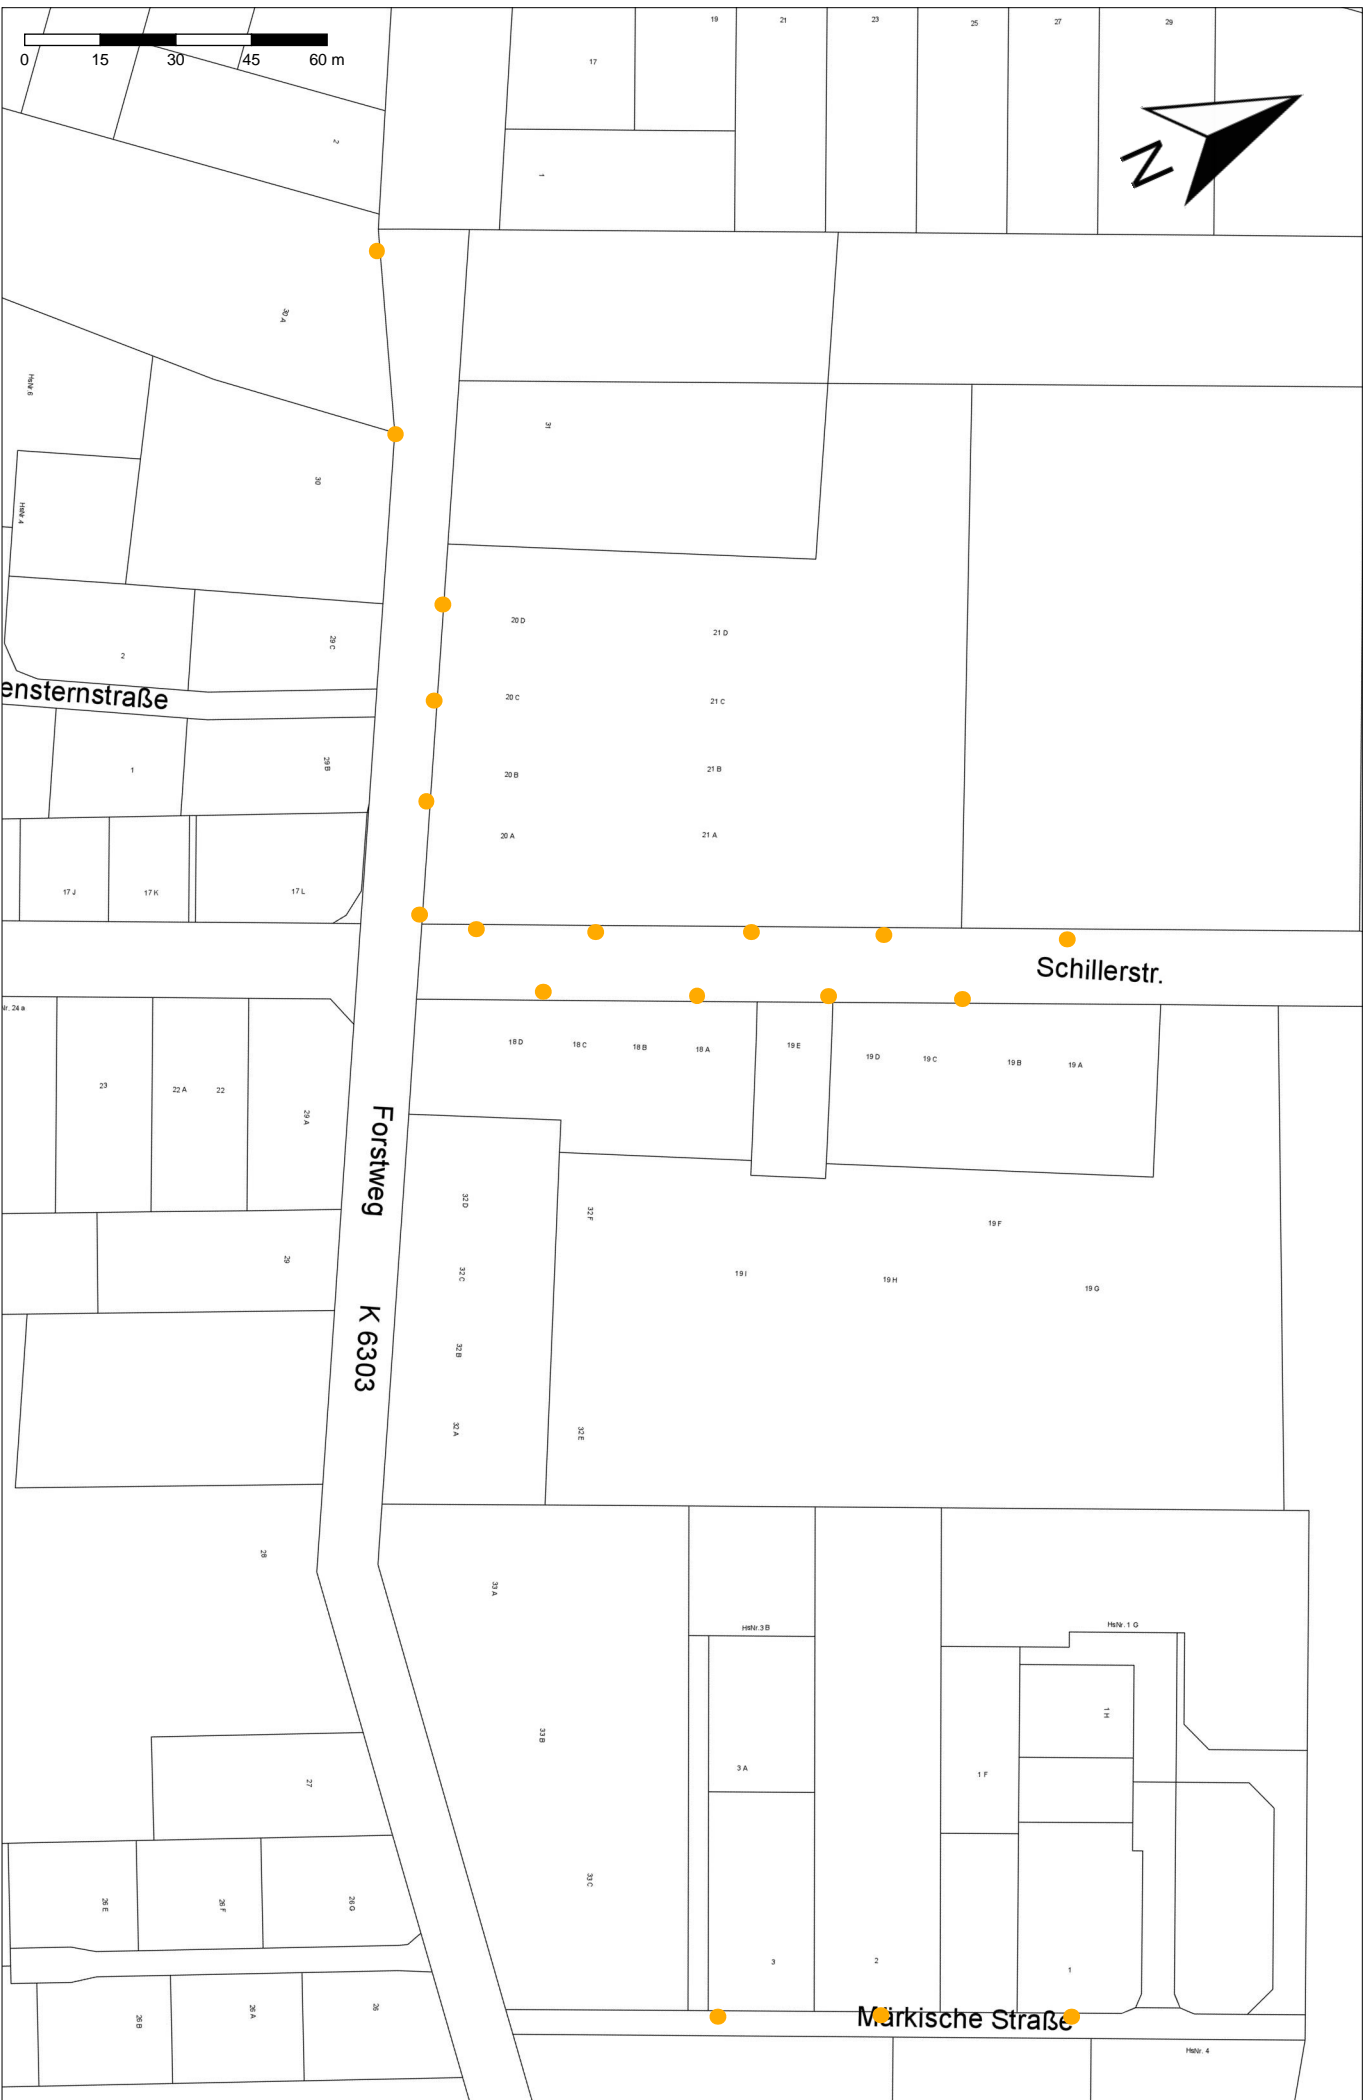 19
21
23
25
27
29
0 15 30 45 60 m
17
2
N
1
30 A
HsNr.6
31
30
HsNr.4
20 D
21 D
29 C
2
ensternstraße
20 C
21 C
29 B
1
20 B
21 B
20 A
21 A
17 J
17 K
17 L
Schillerstr.
Nr. 24 a
18 D
18 C
18 B
18 A
19 E
19 D
19 C
19 B
19 A
23
22 A
22
29 A
Forstweg
32 D
32 F
19 F
29
32 C
19 I
19 H
19 G
K 6303
32 B
32 A
32 E
28
33 A
HsNr.3 B
HsNr. 1 G
1 H
33 B
3 A
1 F
27
33 C
26 E
26 F
26 G
3
2
1
26 B
26 A
26
Märkische Straße
HsNr. 4